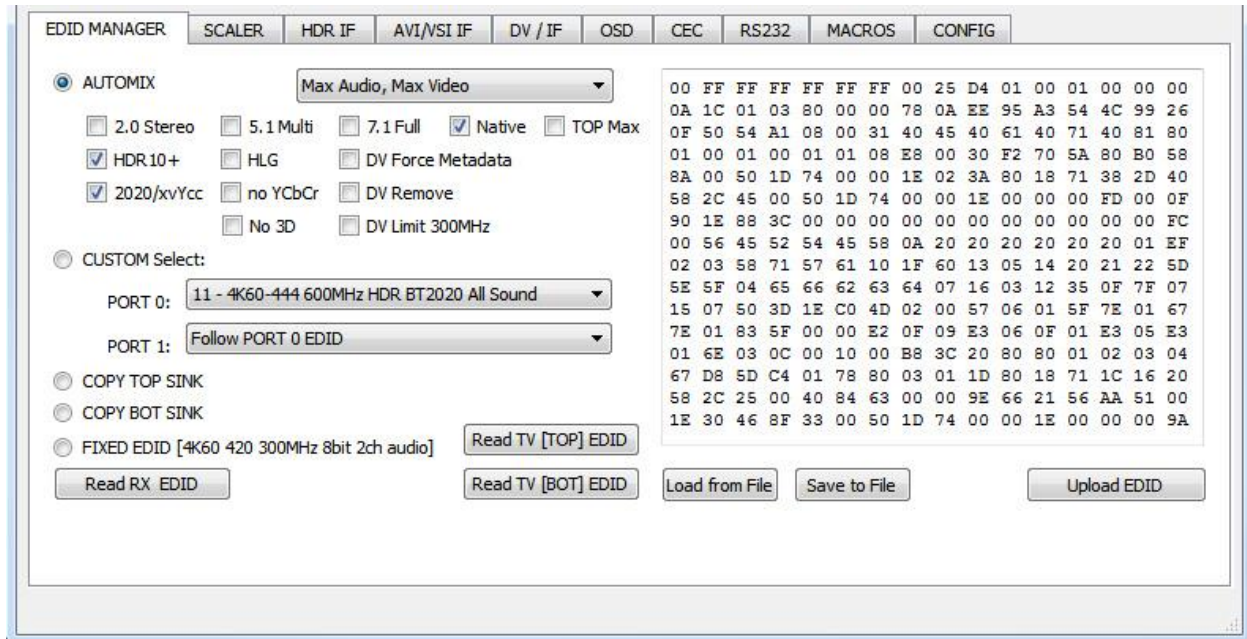 EDID MANAGER SCALER HDR IF AVI/VSI IF DV / IF OSD CEC RS232 MACROS CONFIG
AUTOMIX Max Audio, Max Video
2.0 Stereo 5.1 Multi 7.1 Full Native TOP Max
HDR10+ HLG DV Force Metadata
2020/xvYcc no YCbCr DV Remove
No 3D DV Limit 300MHz
CUSTOM Select:
PORT 0: 11 - 4K60-444 600MHz HDR BT2020 All Sound
PORT 1: Follow PORT 0 EDID
COPY TOP SINK
COPY BOT SINK
FIXED EDID [4K60 420 300MHz 8bit 2ch audio] Read TV [TOP] EDID
Read RX EDID Read TV [BOT] EDID
00 FF FF FF FF FF FF 00 25 D4 01 00 01 00 00 00
0A 1C 01 03 80 00 00 78 0A EE 95 A3 54 4C 99 26
0F 50 54 A1 08 00 31 40 45 40 61 40 71 40 81 80
01 00 01 00 01 01 08 E8 00 30 F2 70 5A 80 B0 58
8A 00 50 1D 74 00 00 1E 02 3A 80 18 71 38 2D 40
58 2C 45 00 50 1D 74 00 00 1E 00 00 00 FD 00 0F
90 1E 88 3C 00 00 00 00 00 00 00 00 00 00 00 FC
00 56 45 52 54 45 58 0A 20 20 20 20 20 20 01 EF
02 03 58 71 57 61 10 1F 60 13 05 14 20 21 22 5D
5E 5F 04 65 66 62 63 64 07 16 03 12 35 0F 7F 07
15 07 50 3D 1E C0 4D 02 00 57 06 01 5F 7E 01 67
7E 01 83 5F 00 00 E2 0F 09 E3 06 0F 01 E3 05 E3
01 6E 03 0C 00 10 00 B8 3C 20 80 80 01 02 03 04
67 D8 5D C4 01 78 80 03 01 1D 80 18 71 1C 16 20
58 2C 25 00 40 84 63 00 00 9E 66 21 56 AA 51 00
1E 30 46 8F 33 00 50 1D 74 00 00 1E 00 00 00 9A
Load from File Save to File Upload EDID